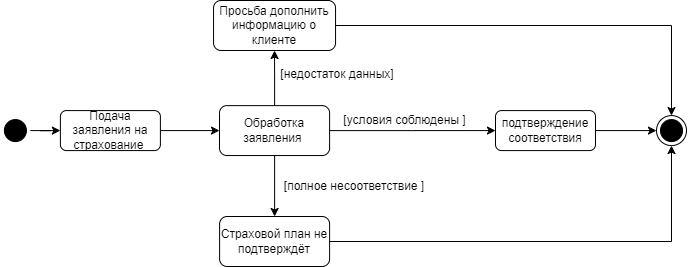 Просьба дополнить
информацию о
клиенте
[недостаток данных]
Подача
заявления на
страхование
Обработка
заявления
[условия соблюдены ]
подтверждение
соответствия
[полное несоответствие ]
Страховой план не
подтверждёт